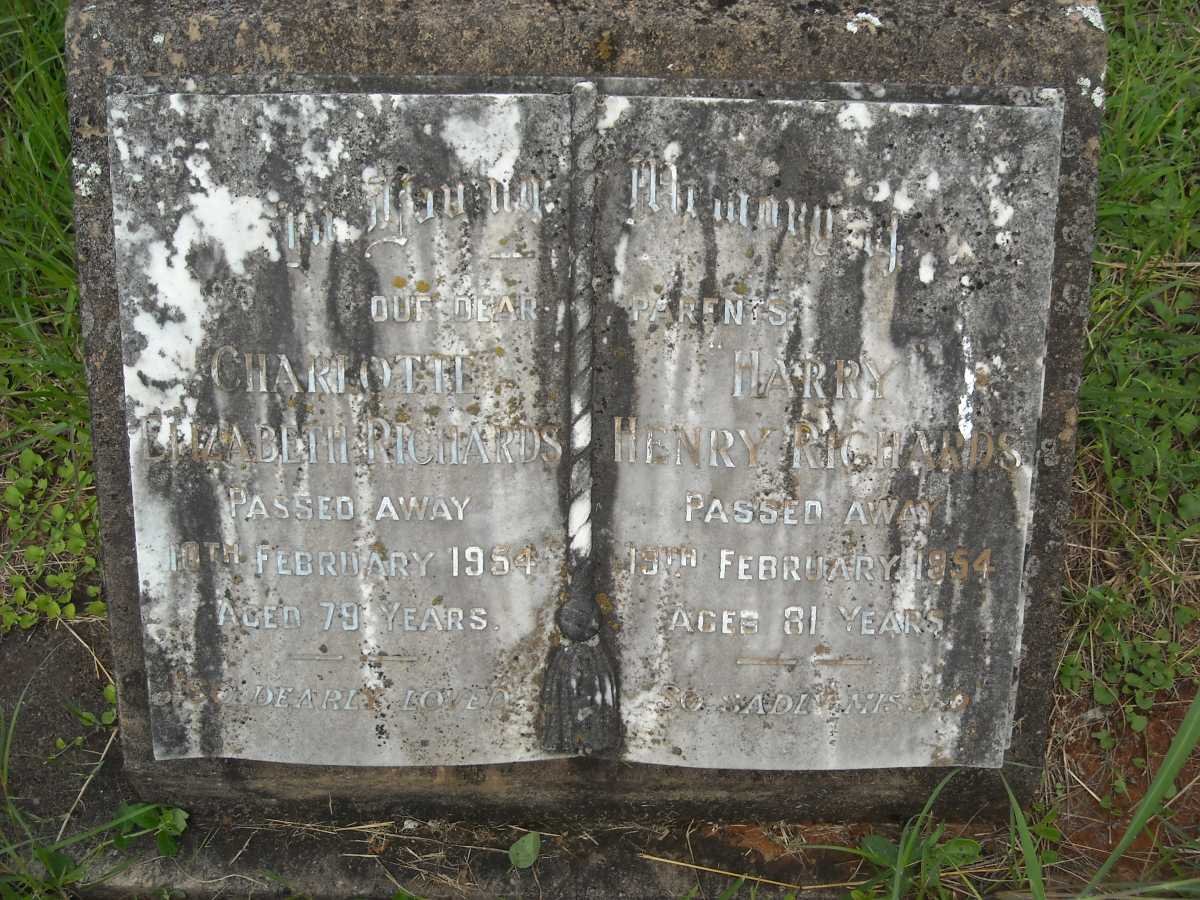 In Loving
OUR DEAR
CHARLOTTE
ELIZABETH RICHARDS
PASSED AWAY
10TH FEBRUARY 1954
AGED 79 YEARS.
SO DEARLY LOVED
Memory of
PARENTS.
HARRY
HENRY RICHARDS
PASSED AWAY
19TH FEBRUARY 1954
AGED 81 YEARS.
SO SADLY MISSED